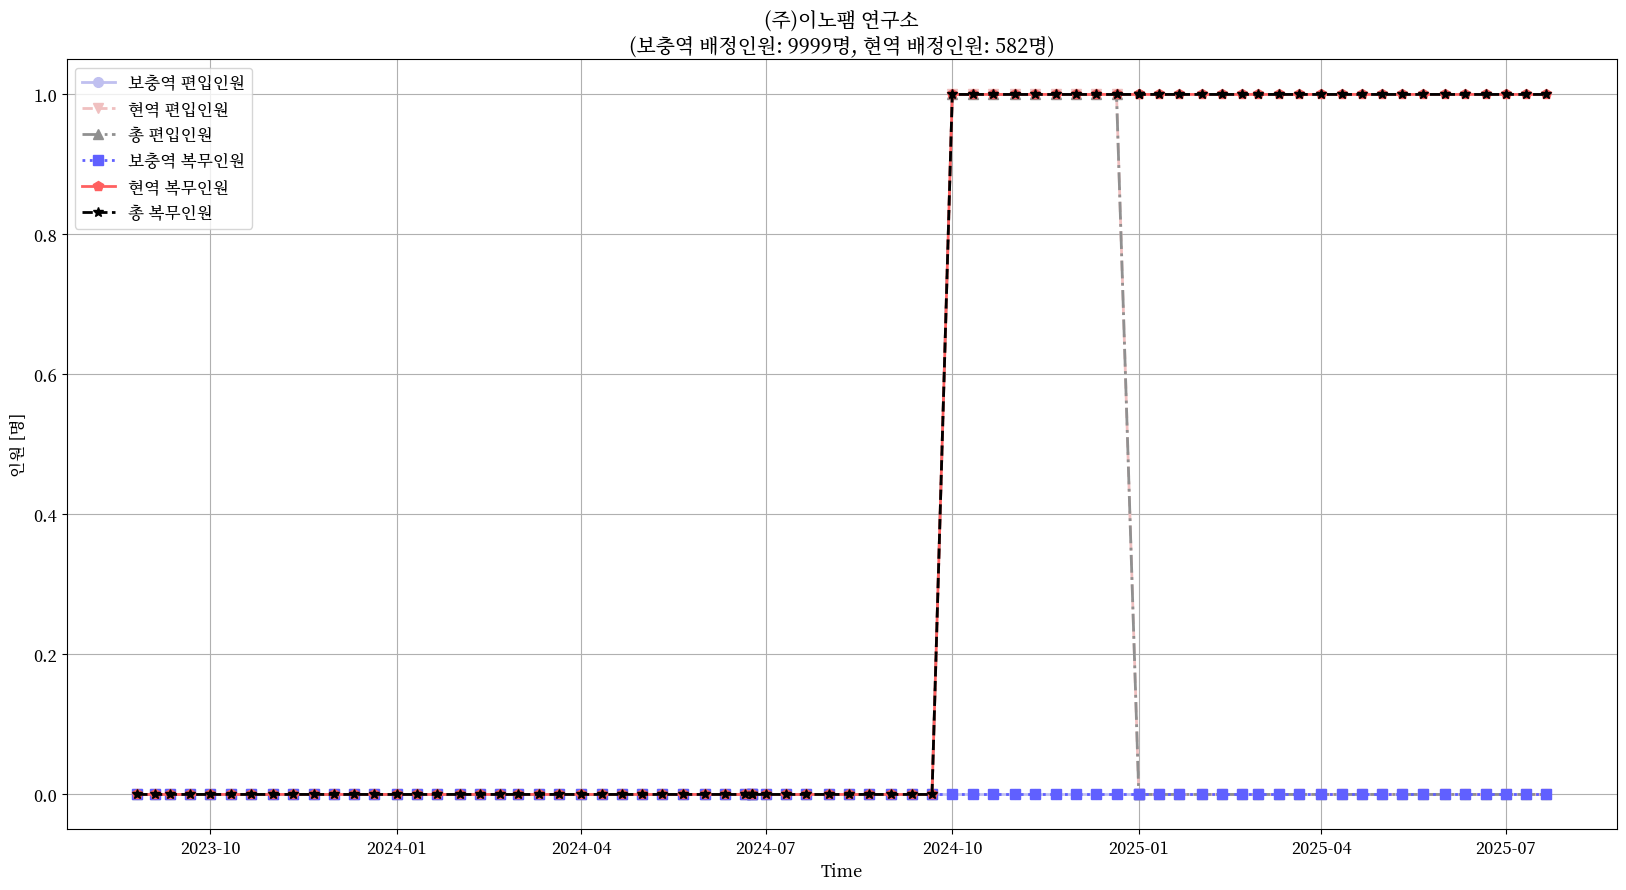 (주)이노팸 연구소
(보충역 배정인원: 9999명, 현역 배정인원: 582명)
보충역 편입인원
현역 편입인원
총 편입인원
보충역 복무인원
현역 복무인원
총 복무인원
1.0
0.8
0.6
0.4
0.2
0.0
인원 [명]
2023-10
2024-01
2024-04
2024-07
2024-10
2025-01
2025-04
2025-07
Time